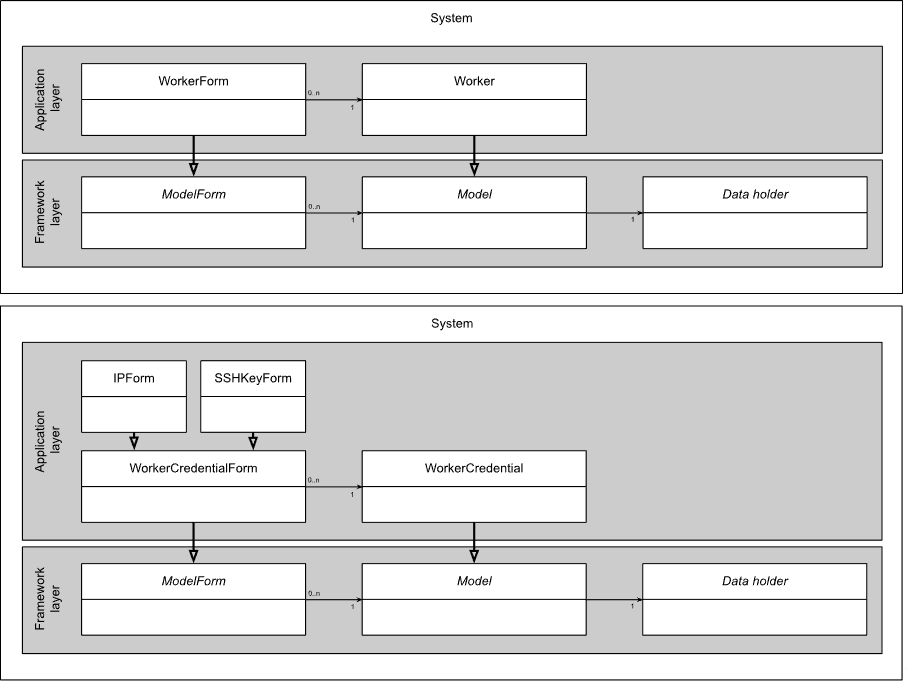 System
Application
layer
WorkerForm
0..n
1
Worker
Framework
layer
ModelForm
0..n
1
Model
1
Data holder
System
Application
layer
IPForm
SSHKeyForm
WorkerCredentialForm
0..n
1
WorkerCredential
Framework
layer
ModelForm
0..n
1
Model
1
Data holder